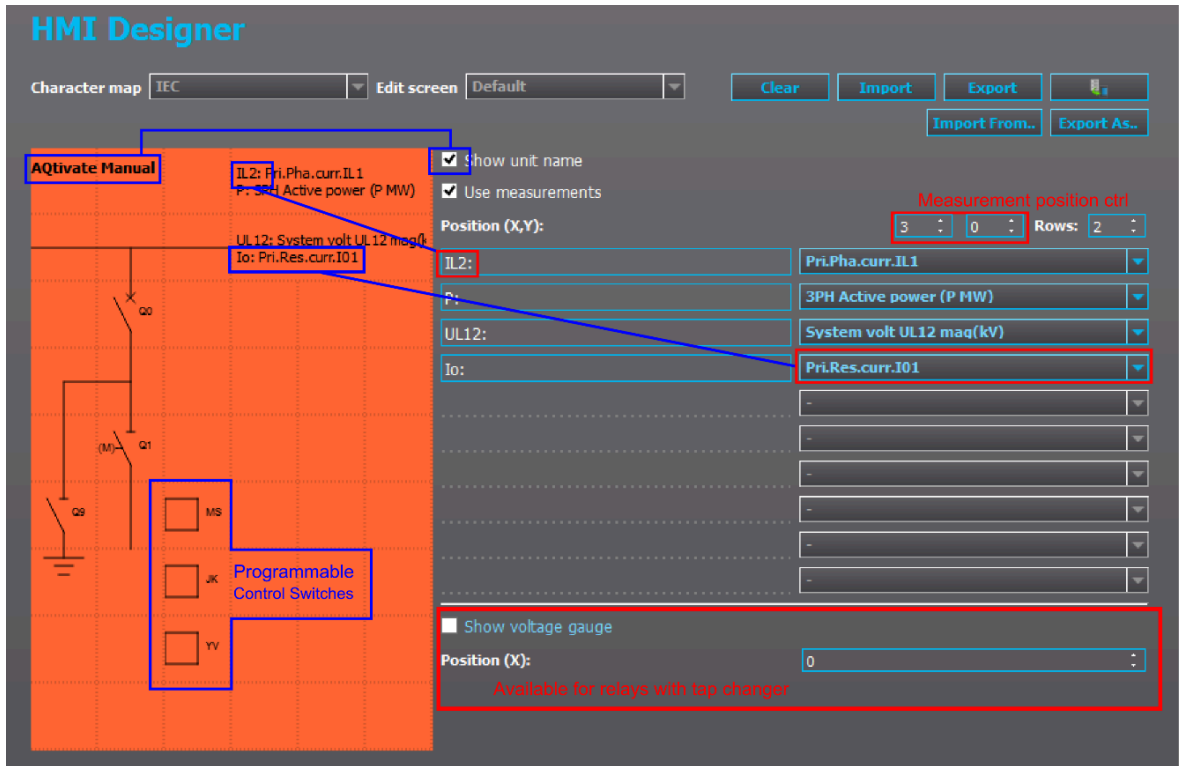 HMI Designer
Character map IEC Edit screen Default Clear Import Export
Import From.. Export As..
AQtivate Manual
IL2: Pri.Pha.curr.IL1
P: 3PH Active power (P MW)
UL12: System volt UL12 mag(k
Io: Pri.Res.curr.I01
Q0
(M) Q1
Q9
MS
JK
YV
Programmable
Control Switches
Show unit name
Use measurements
Measurement position ctrl
Position (X,Y): 3 0 Rows: 2
IL2: Pri.Pha.curr.IL1
P: 3PH Active power (P MW)
UL12: System volt UL12 mag(kV)
Io: Pri.Res.curr.I01
-
-
-
-
-
-
Show voltage gauge
Position (X): 0
Available for relays with tap changer